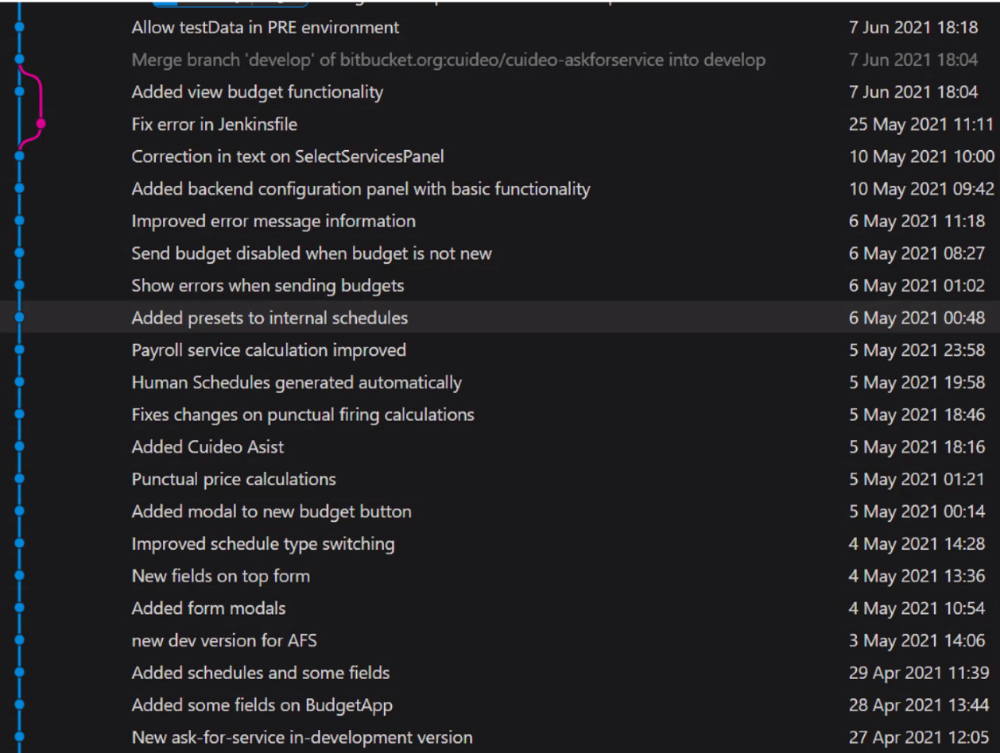 Allow testData in PRE environment 7 Jun 2021 18:18
Merge branch 'develop' of bitbucket.org:cuideo/cuideo-askforservice into develop 7 Jun 2021 18:04
Added view budget functionality 7 Jun 2021 18:04
Fix error in Jenkinsfile 25 May 2021 11:11
Correction in text on SelectServicesPanel 10 May 2021 10:00
Added backend configuration panel with basic functionality 10 May 2021 09:42
Improved error message information 6 May 2021 11:18
Send budget disabled when budget is not new 6 May 2021 08:27
Show errors when sending budgets 6 May 2021 01:02
Added presets to internal schedules 6 May 2021 00:48
Payroll service calculation improved 5 May 2021 23:58
Human Schedules generated automatically 5 May 2021 19:58
Fixes changes on punctual firing calculations 5 May 2021 18:46
Added Cuideo Asist 5 May 2021 18:16
Punctual price calculations 5 May 2021 01:21
Added modal to new budget button 5 May 2021 00:14
Improved schedule type switching 4 May 2021 14:28
New fields on top form 4 May 2021 13:36
Added form modals 4 May 2021 10:54
new dev version for AFS 3 May 2021 14:06
Added schedules and some fields 29 Apr 2021 11:39
Added some fields on BudgetApp 28 Apr 2021 13:44
New ask-for-service in-development version 27 Apr 2021 12:05